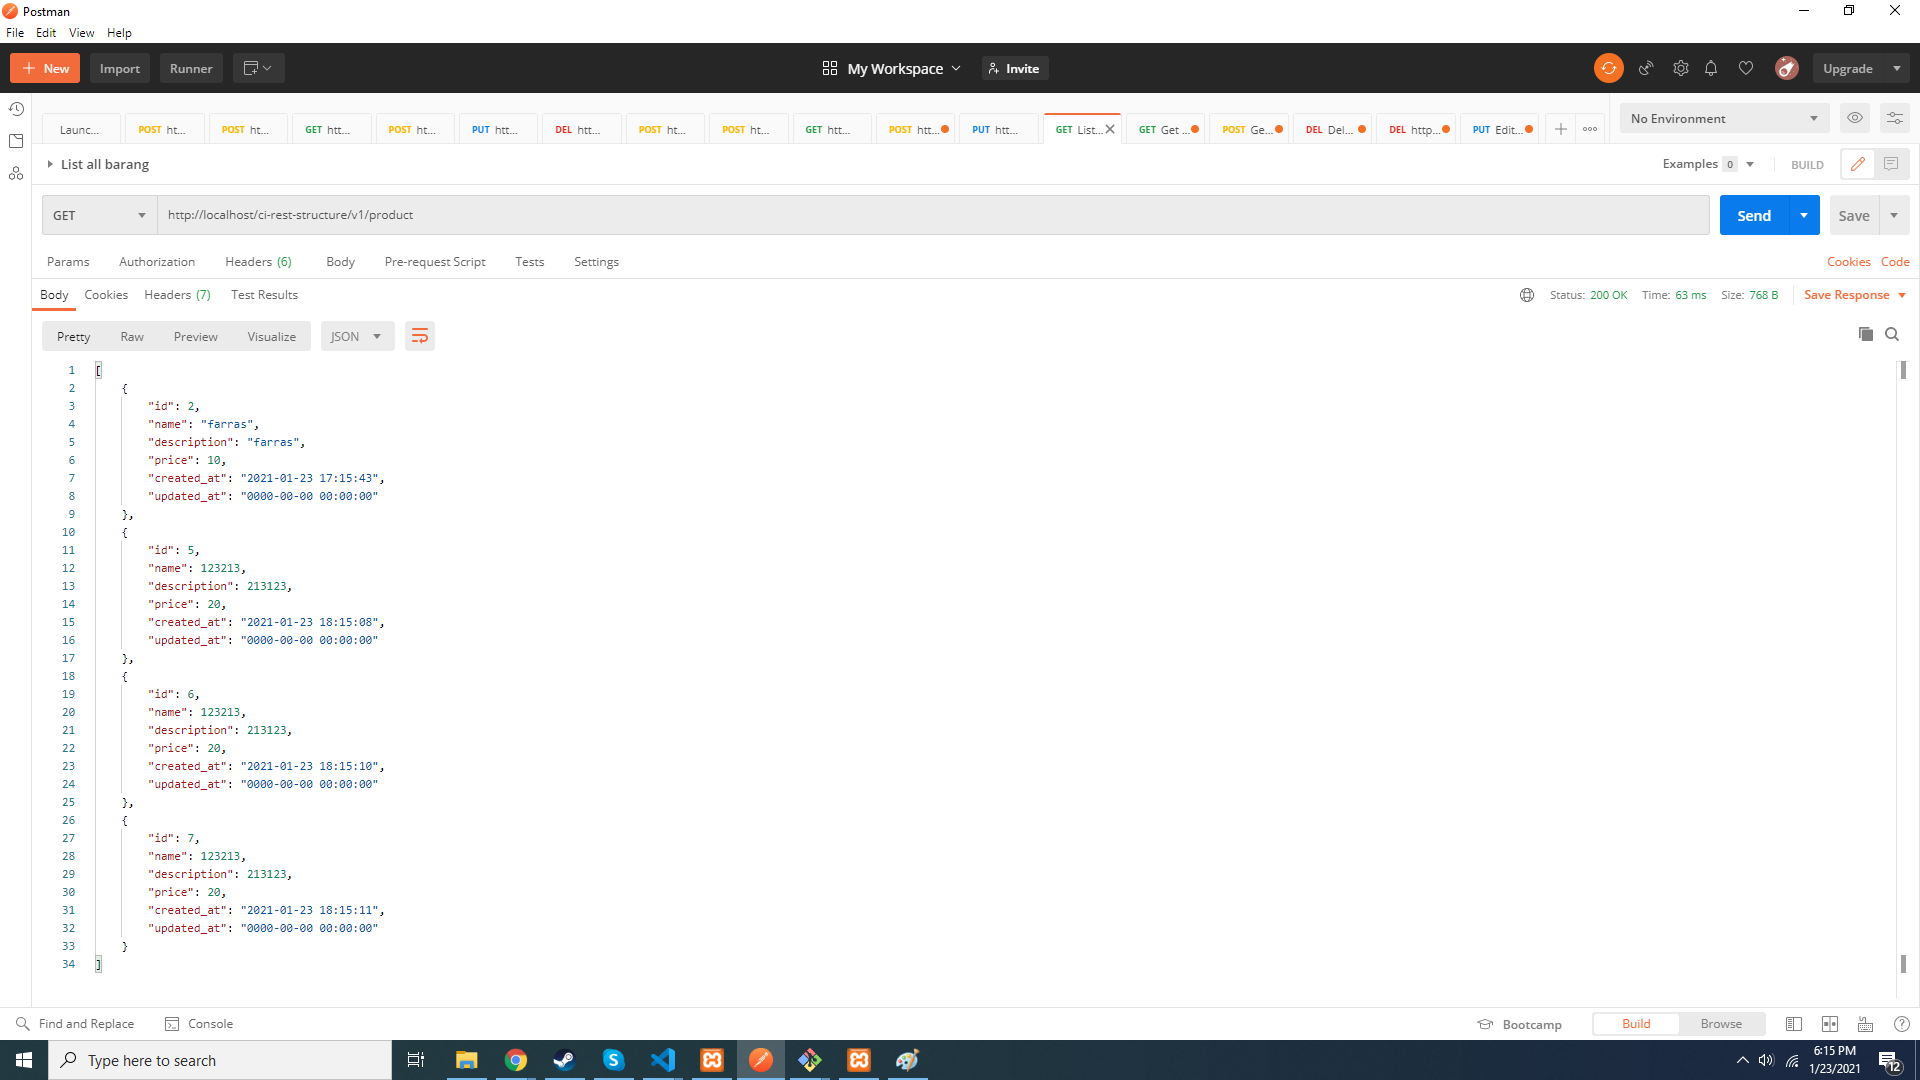 Postman
File Edit View Help
New Import Runner My Workspace Invite Upgrade
Launc... POST ht... POST ht... GET htt... POST ht... PUT htt... DEL htt... POST ht... POST ht... GET htt... POST htt... PUT htt... GET List... GET Get ... POST Ge... DEL Del... DEL http... PUT Edit... No Environment
List all barang Examples 0 BUILD
GET http://localhost/ci-rest-structure/v1/product Send Save
Params Authorization Headers (6) Body Pre-request Script Tests Settings Cookies Code
Body Cookies Headers (7) Test Results Status: 200 OK Time: 63 ms Size: 768 B Save Response
Pretty Raw Preview Visualize JSON
1 [
2 {
3 "id": 2,
4 "name": "farras",
5 "description": "farras",
6 "price": 10,
7 "created_at": "2021-01-23 17:15:43",
8 "updated_at": "0000-00-00 00:00:00"
9 },
10 {
11 "id": 5,
12 "name": 123213,
13 "description": 213123,
14 "price": 20,
15 "created_at": "2021-01-23 18:15:08",
16 "updated_at": "0000-00-00 00:00:00"
17 },
18 {
19 "id": 6,
20 "name": 123213,
21 "description": 213123,
22 "price": 20,
23 "created_at": "2021-01-23 18:15:10",
24 "updated_at": "0000-00-00 00:00:00"
25 },
26 {
27 "id": 7,
28 "name": 123213,
29 "description": 213123,
30 "price": 20,
31 "created_at": "2021-01-23 18:15:11",
32 "updated_at": "0000-00-00 00:00:00"
33 }
34 ]
Find and Replace Console Bootcamp Build Browse
Type here to search 6:15 PM
1/23/2021 12